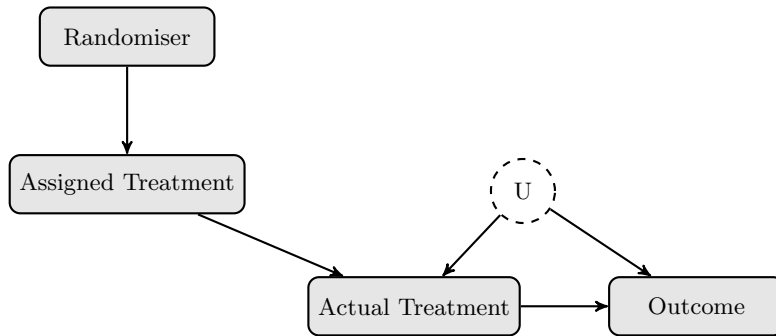 Randomiser
Assigned Treatment
U
Actual Treatment
Outcome